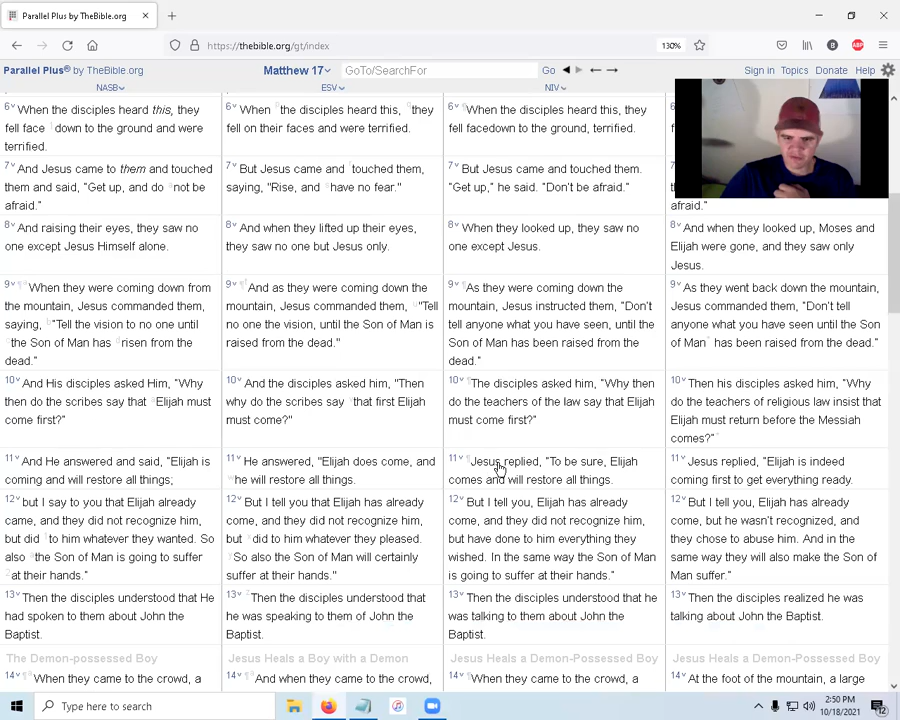 Parallel Plus by TheBible.org
https://thebible.org/gt/index
130%
Parallel Plus® by TheBible.org
Matthew 17
GoTo/SearchFor
Go
Sign in Topics Donate Help
NASB
ESV
NIV
6 v When the disciples heard this, they
fell face down to the ground and were
terrified.
7 v And Jesus came to them and touched
them and said, "Get up, and do not be
afraid."
8 v And raising their eyes, they saw no
one except Jesus Himself alone.
9 v When they were coming down from
the mountain, Jesus commanded them,
saying, "Tell the vision to no one until
the Son of Man has risen from the
dead."
10 v And His disciples asked Him, "Why
then do the scribes say that Elijah must
come first?"
11 v And He answered and said, "Elijah is
coming and will restore all things;
12 v but I say to you that Elijah already
came, and they did not recognize him,
but did to him whatever they wanted. So
also the Son of Man is going to suffer
at their hands."
13 v Then the disciples understood that He
had spoken to them about John the
Baptist.
The Demon-possessed Boy
14 v When they came to the crowd, a
6 v When the disciples heard this, they
fell on their faces and were terrified.
7 v But Jesus came and touched them,
saying, "Rise, and have no fear."
8 v And when they lifted up their eyes,
they saw no one but Jesus only.
9 v And as they were coming down the
mountain, Jesus commanded them, "Tell
no one the vision, until the Son of Man is
raised from the dead."
10 v And the disciples asked him, "Then
why do the scribes say that first Elijah
must come?"
11 v He answered, "Elijah does come, and
he will restore all things.
12 v But I tell you that Elijah has already
come, and they did not recognize him,
but did to him whatever they pleased.
So also the Son of Man will certainly
suffer at their hands."
13 v Then the disciples understood that
he was speaking to them of John the
Baptist.
Jesus Heals a Boy with a Demon
14 v And when they came to the crowd,
6 v When the disciples heard this, they
fell facedown to the ground, terrified.
7 v But Jesus came and touched them.
"Get up," he said. "Don't be afraid."
8 v When they looked up, they saw no
one except Jesus.
9 v As they were coming down the
mountain, Jesus instructed them, "Don't
tell anyone what you have seen, until the
Son of Man has been raised from the
dead."
10 v The disciples asked him, "Why then
do the teachers of the law say that Elijah
must come first?"
11 v Jesus replied, "To be sure, Elijah
comes and will restore all things.
12 v But I tell you, Elijah has already
come, and they did not recognize him,
but have done to him everything they
wished. In the same way the Son of Man
is going to suffer at their hands."
13 v Then the disciples understood that he
was talking to them about John the
Baptist.
Jesus Heals a Demon-Possessed Boy
14 v When they came to the crowd, a
afraid."
8 v And when they looked up, Moses and
Elijah were gone, and they saw only
Jesus.
9 v As they went back down the mountain,
Jesus commanded them, "Don't tell
anyone what you have seen until the Son
of Man has been raised from the dead."
10 v Then his disciples asked him, "Why
do the teachers of religious law insist that
Elijah must return before the Messiah
comes?"
11 v Jesus replied, "Elijah is indeed
coming first to get everything ready.
12 v But I tell you, Elijah has already
come, but he wasn't recognized, and
they chose to abuse him. And in the
same way they will also make the Son of
Man suffer."
13 v Then the disciples realized he was
talking about John the Baptist.
Jesus Heals a Demon-Possessed Boy
14 v At the foot of the mountain, a large
Type here to search
2:50 PM
10/18/2021
12